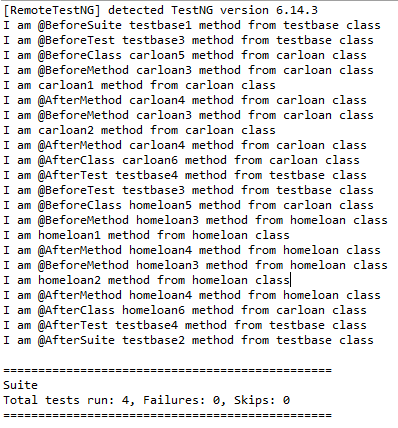 [RemoteTestNG] detected TestNG version 6.14.3
I am @BeforeSuite testbase1 method from testbase class
I am @BeforeTest testbase3 method from testbase class
I am @BeforeClass carloan5 method from carloan class
I am @BeforeMethod carloan3 method from carloan class
I am carloan1 method from carloan class
I am @AfterMethod carloan4 method from carloan class
I am @BeforeMethod carloan3 method from carloan class
I am carloan2 method from carloan class
I am @AfterMethod carloan4 method from carloan class
I am @AfterClass carloan6 method from carloan class
I am @AfterTest testbase4 method from testbase class
I am @BeforeTest testbase3 method from testbase class
I am @BeforeClass homeloan5 method from carloan class
I am @BeforeMethod homeloan3 method from homeloan class
I am homeloan1 method from homeloan class
I am @AfterMethod homeloan4 method from homeloan class
I am @BeforeMethod homeloan3 method from homeloan class
I am homeloan2 method from homeloan class
I am @AfterMethod homeloan4 method from homeloan class
I am @AfterClass homeloan6 method from carloan class
I am @AfterTest testbase4 method from testbase class
I am @AfterSuite testbase2 method from testbase class
===============================================
Suite
Total tests run: 4, Failures: 0, Skips: 0
===============================================